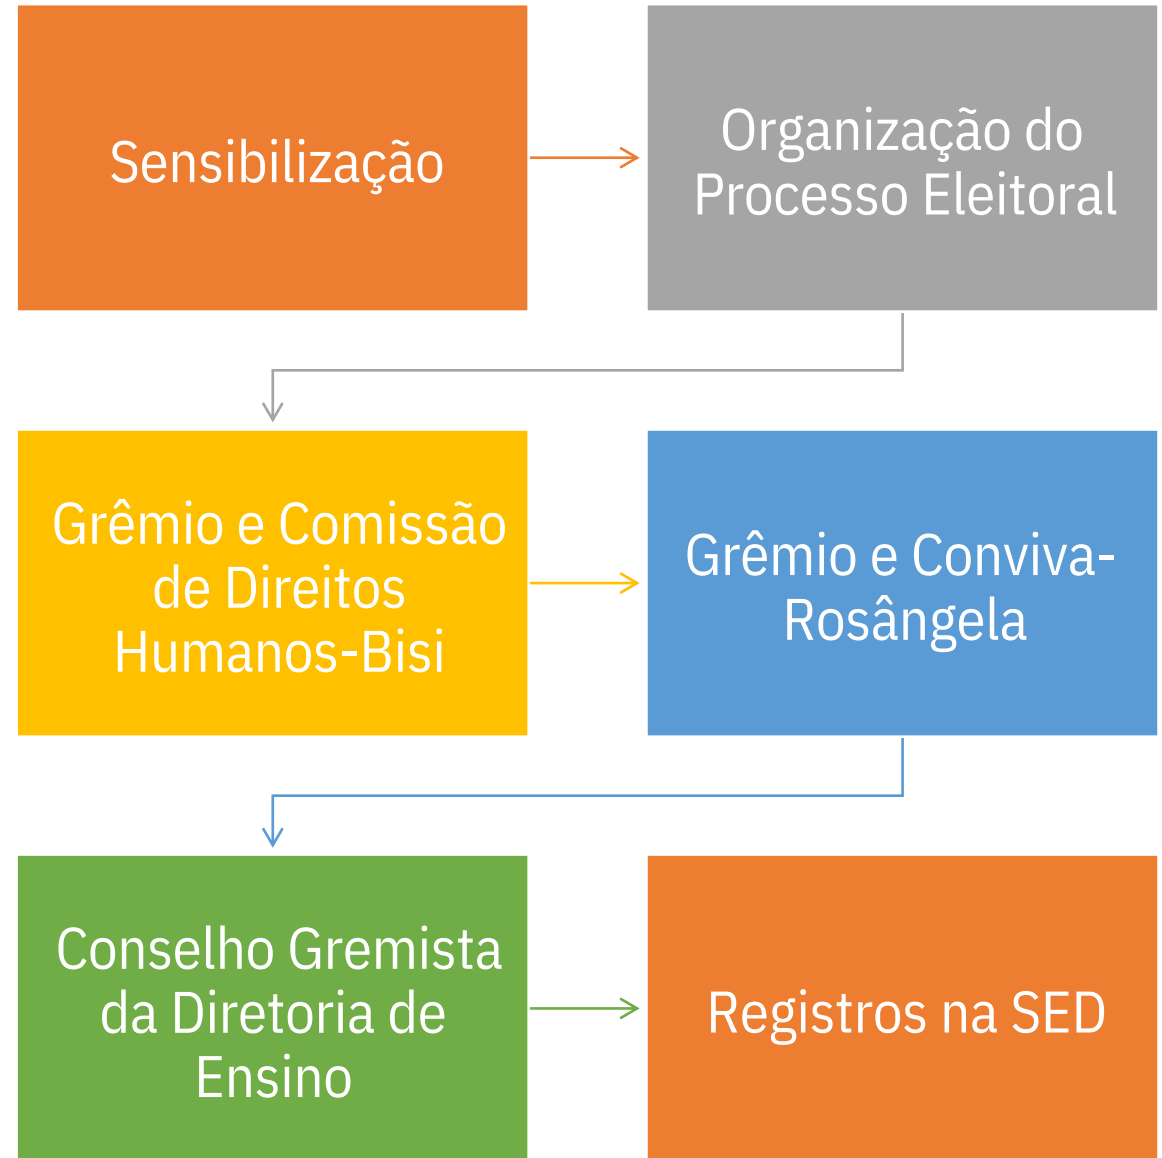 Sensibilização
Organização do
Processo Eleitoral
Grêmio e Comissão
de Direitos
Humanos-Bisi
Grêmio e Conviva-
Rosângela
Conselho Gremista
da Diretoria de
Ensino
Registros na SED